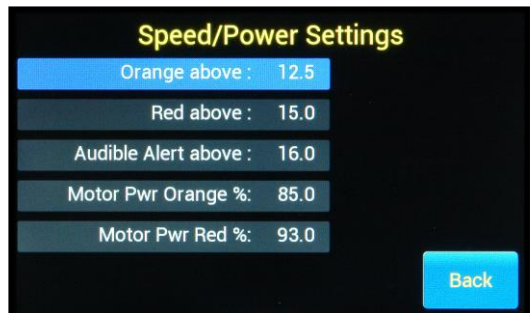 Speed/Power Settings
Orange above : 12.5
Red above : 15.0
Audible Alert above : 16.0
Motor Pwr Orange %: 85.0
Motor Pwr Red %: 93.0
Back